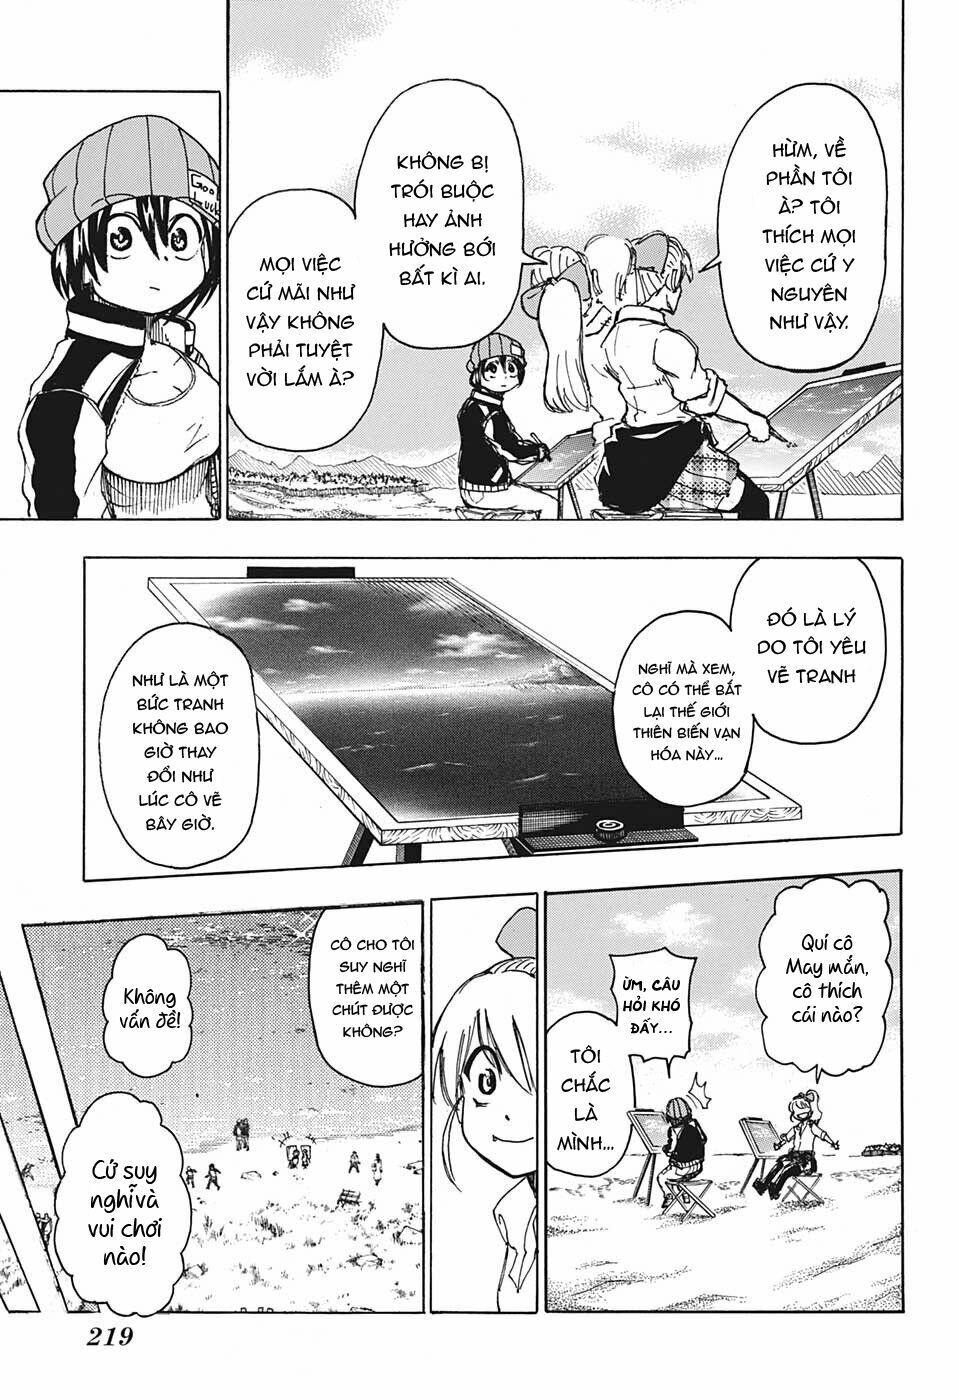 HỪM, VỀ
PHẦN TÔI
À? TÔI
THÍCH MỌI
VIỆC CỨ Y
NGUYÊN
NHƯ VẬY.
KHÔNG BỊ
TRÓI BUỘC
HAY ẢNH
HƯỞNG BỚI
BẤT KÌ AI.
MỌI VIỆC
CỨ MÃI NHƯ
VẬY KHÔNG
PHẢI TUYỆT
VỜI LẮM À?
Goo
Luck
ĐÓ LÀ LÝ
DO TÔI YÊU
VẼ TRANH
NGHĨ MÀ XEM,
CÔ CÓ THỂ BẮT
LẠI THẾ GIỚI
THIÊN BIẾN VẠN
HÓA NÀY...
NHƯ LÀ MỘT
BỨC TRANH
KHÔNG BAO
GIỜ THAY
ĐỔI NHƯ
LÚC CÔ VẼ
BÂY GIỜ.
Quí cô
May mắn,
cô thích
cái nào?
ỪM, CÂU
HỎI KHÓ
ĐẤY...
TÔI
CHẮC
LÀ
MÌNH...
CÔ CHO TÔI
SUY NGHĨ
THÊM MỘT
CHÚT ĐƯỢC
KHÔNG?
Không
vấn đề!
Cứ suy
nghĩ và
vui chơi
nào!
219